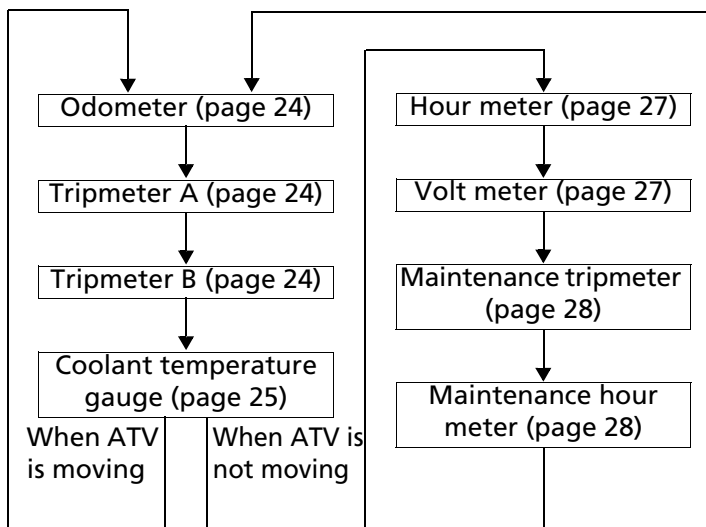 Odometer (page 24)
Tripmeter A (page 24)
Tripmeter B (page 24)
Coolant temperature
gauge (page 25)
When ATV
is moving
When ATV is
not moving
Hour meter (page 27)
Volt meter (page 27)
Maintenance tripmeter
(page 28)
Maintenance hour
meter (page 28)